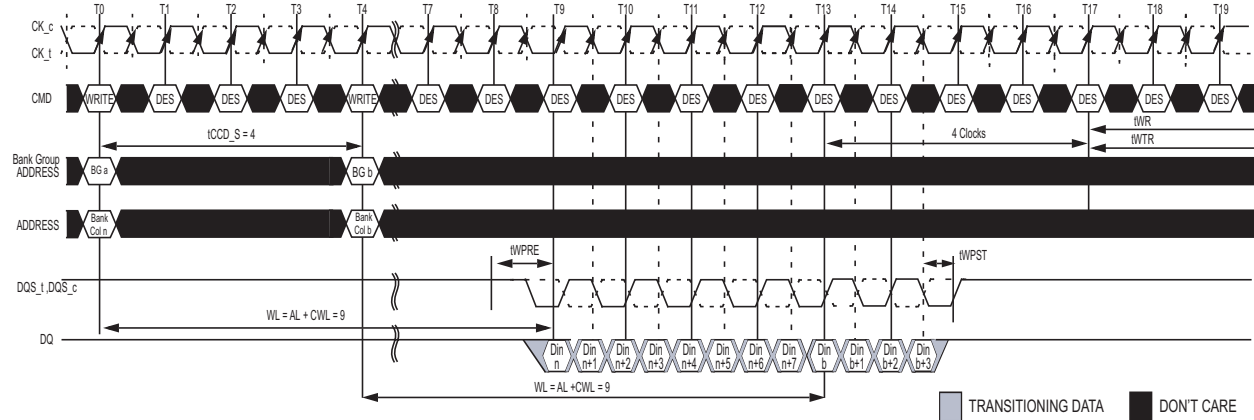 T0 T1 T2 T3 T4 T7 T8 T9 T10 T11 T12 T13 T14 T15 T16 T17 T18 T19
CK_c
CK_t
CMD WRITE DES DES DES WRITE DES DES DES DES DES DES DES DES DES DES DES DES DES
tCCD_S = 4
4 Clocks
tWR
tWTR
Bank Group
ADDRESS BG a BG b
ADDRESS Bank Col n Bank Col b
tWPRE
tWPST
DQS_t ,DQS_c
WL = AL + CWL = 9
DQ Din n Din n+1 Din n+2 Din n+3 Din n+4 Din n+5 Din n+6 Din n+7 Din b Din b+1 Din b+2 Din b+3
WL = AL +CWL = 9
TRANSITIONING DATA DON'T CARE